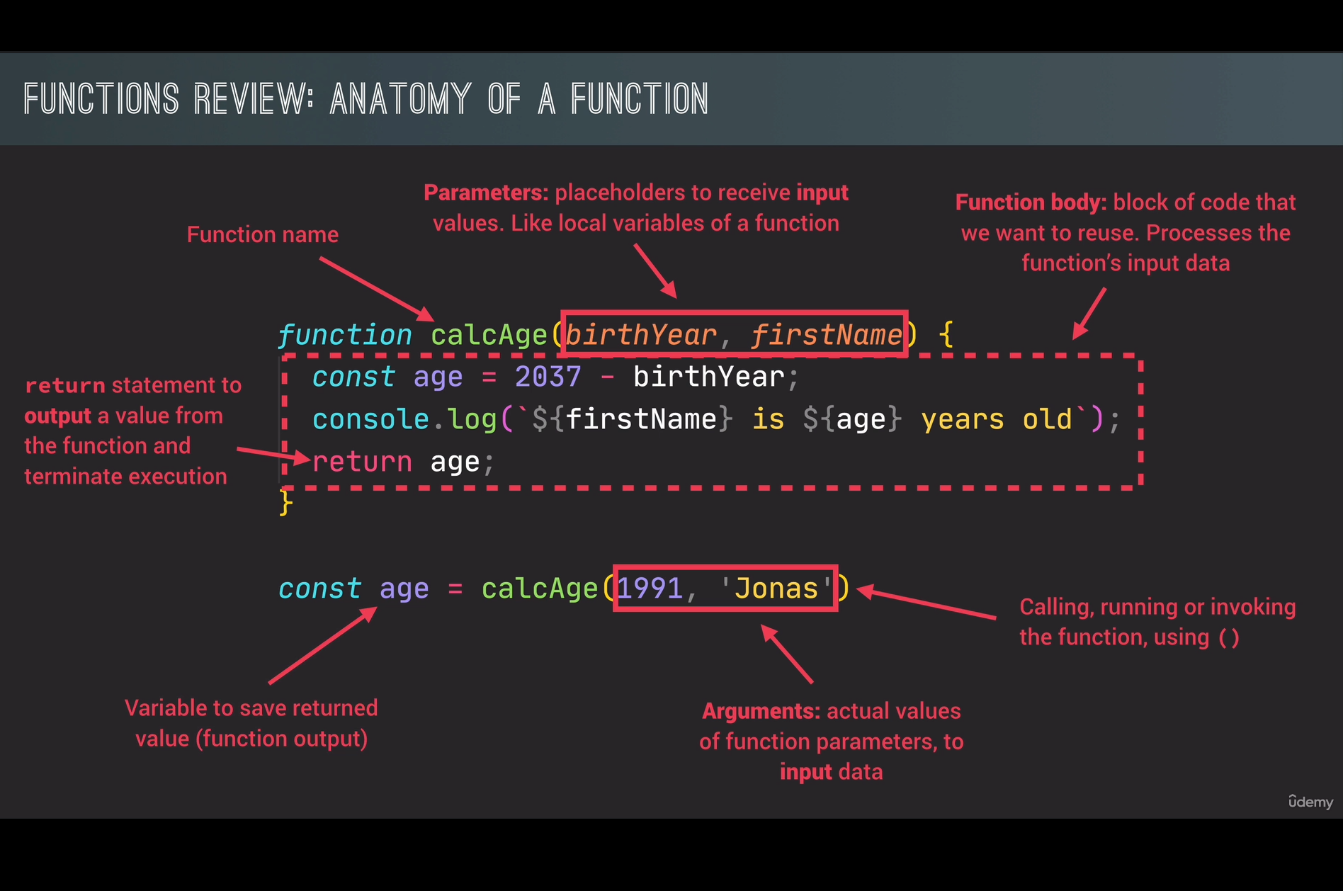 FUNCTIONS REVIEW: ANATOMY OF A FUNCTION
Parameters: placeholders to receive input
values. Like local variables of a function
Function name
Function body: block of code that
we want to reuse. Processes the
function's input data
function calcAge(birthYear, firstName) {
const age = 2037 - birthYear;
console.log(`${firstName} is ${age} years old`);
return age;
}
return statement to
output a value from
the function and
terminate execution
const age = calcAge(1991, 'Jonas')
Calling, running or invoking
the function, using ()
Variable to save returned
value (function output)
Arguments: actual values
of function parameters, to
input data
ûdemy